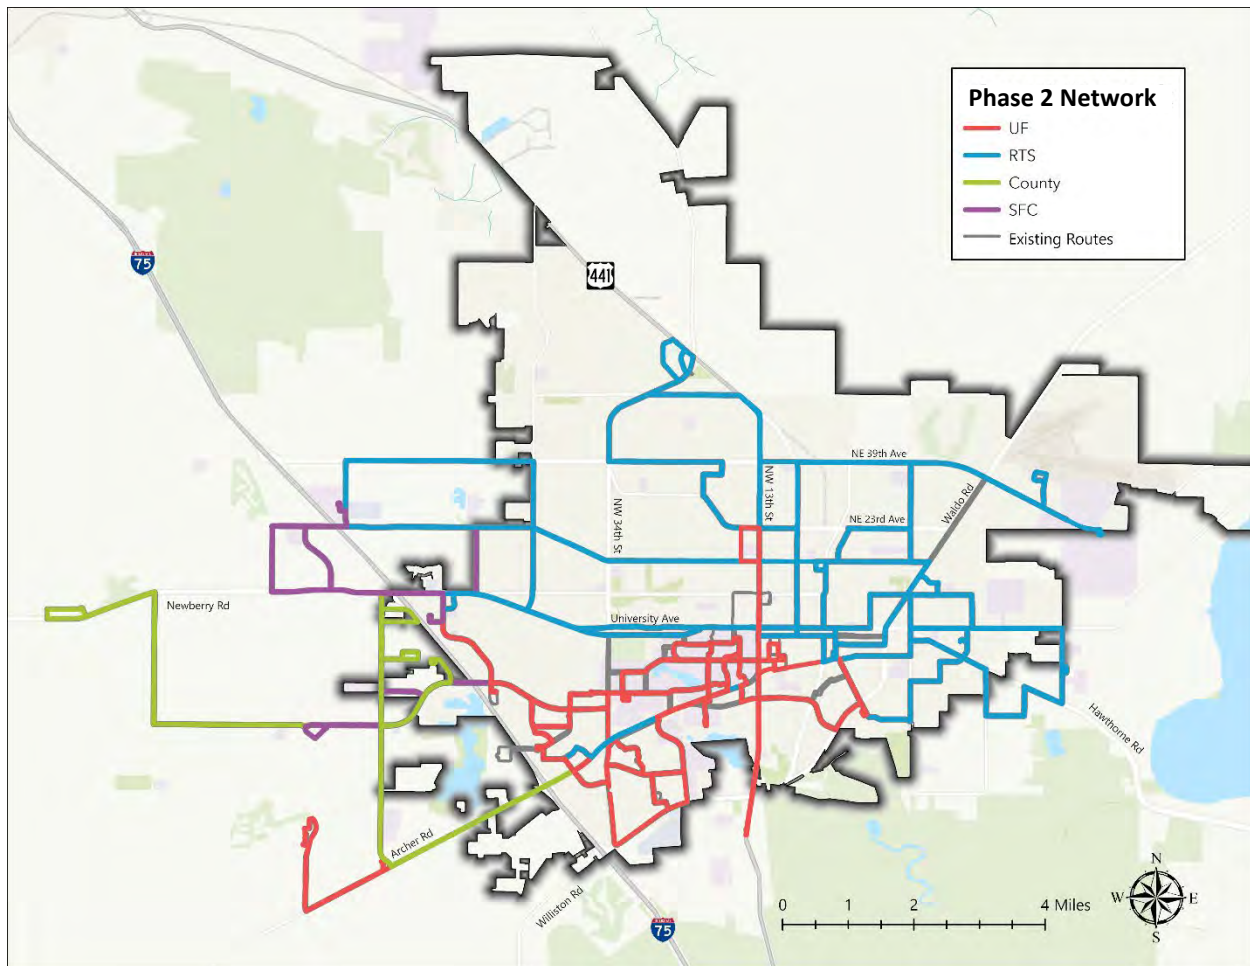 Phase 2 Network
UF
RTS
County
SFC
Existing Routes
75
441
NE 39th Ave
NW 13th St
NW 34th St
NE 23rd Ave
Waldo Rd
Newberry Rd
University Ave
Hawthorne Rd
Archer Rd
Williston Rd
75
0 1 2 4 Miles
N
W E
S